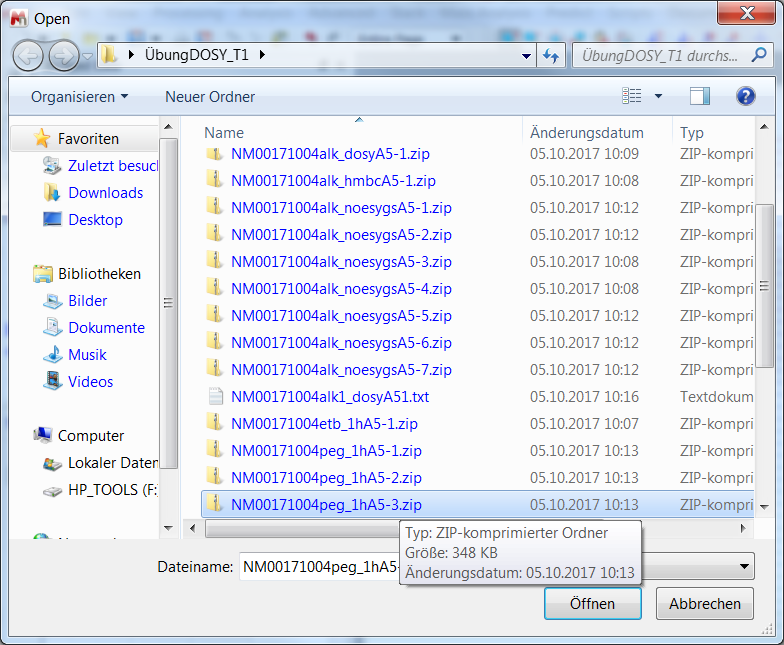 Open
ÜbungDOSY_T1
ÜbungDOSY_T1 durchs...
Organisieren
Neuer Ordner
Favoriten
Zuletzt besuch
Downloads
Desktop
Bibliotheken
Bilder
Dokumente
Musik
Videos
Computer
Lokaler Daten
HP_TOOLS (F:
Name Änderungsdatum Typ
NM00171004alk_dosyA5-1.zip 05.10.2017 10:09 ZIP-kompri
NM00171004alk_hmbcA5-1.zip 05.10.2017 10:08 ZIP-kompri
NM00171004alk_noesygsA5-1.zip 05.10.2017 10:12 ZIP-kompri
NM00171004alk_noesygsA5-2.zip 05.10.2017 10:12 ZIP-kompri
NM00171004alk_noesygsA5-3.zip 05.10.2017 10:08 ZIP-kompri
NM00171004alk_noesygsA5-4.zip 05.10.2017 10:08 ZIP-kompri
NM00171004alk_noesygsA5-5.zip 05.10.2017 10:12 ZIP-kompri
NM00171004alk_noesygsA5-6.zip 05.10.2017 10:12 ZIP-kompri
NM00171004alk_noesygsA5-7.zip 05.10.2017 10:12 ZIP-kompri
NM00171004alk1_dosyA51.txt 05.10.2017 10:16 Textdokum
NM00171004etb_1hA5-1.zip 05.10.2017 10:07 ZIP-kompri
NM00171004peg_1hA5-1.zip 05.10.2017 10:13 ZIP-kompri
NM00171004peg_1hA5-2.zip 05.10.2017 10:13 ZIP-kompri
NM00171004peg_1hA5-3.zip 05.10.2017 10:13 ZIP-kompri
Typ: ZIP-komprimierter Ordner
Größe: 348 KB
Änderungsdatum: 05.10.2017 10:13
Dateiname: NM00171004peg_1hA5-
Öffnen
Abbrechen